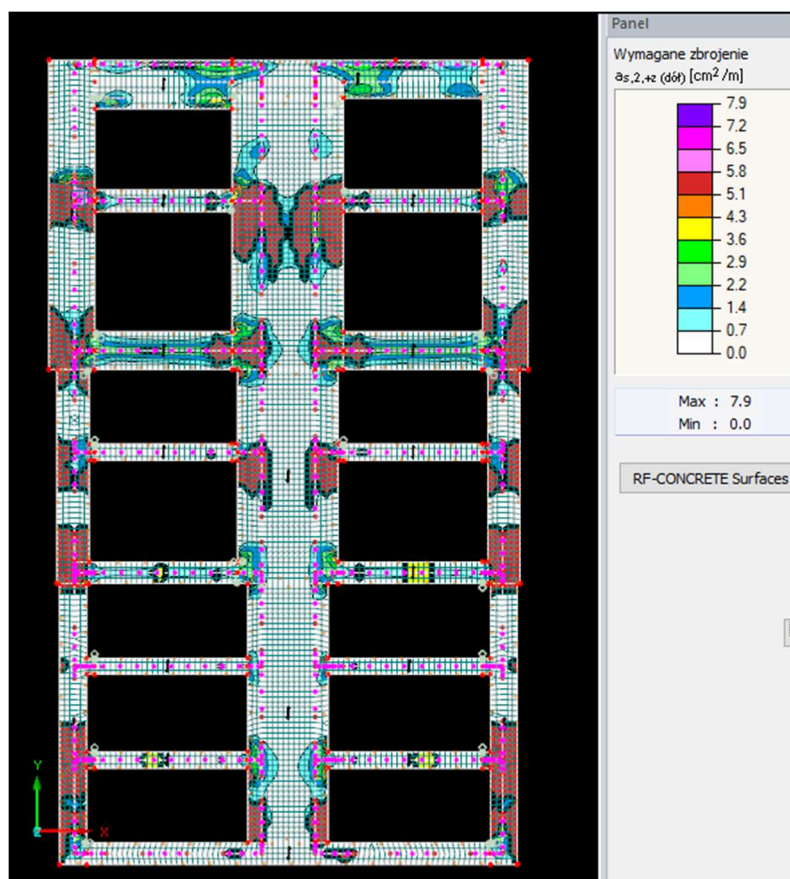 Panel
Wymagane zbrojenie
as,2,+z (dół) [cm²/m]
7.9
7.2
6.5
5.8
5.1
4.3
3.6
2.9
2.2
1.4
0.7
0.0
Max : 7.9
Min : 0.0
RF-CONCRETE Surfaces
Y
Z X